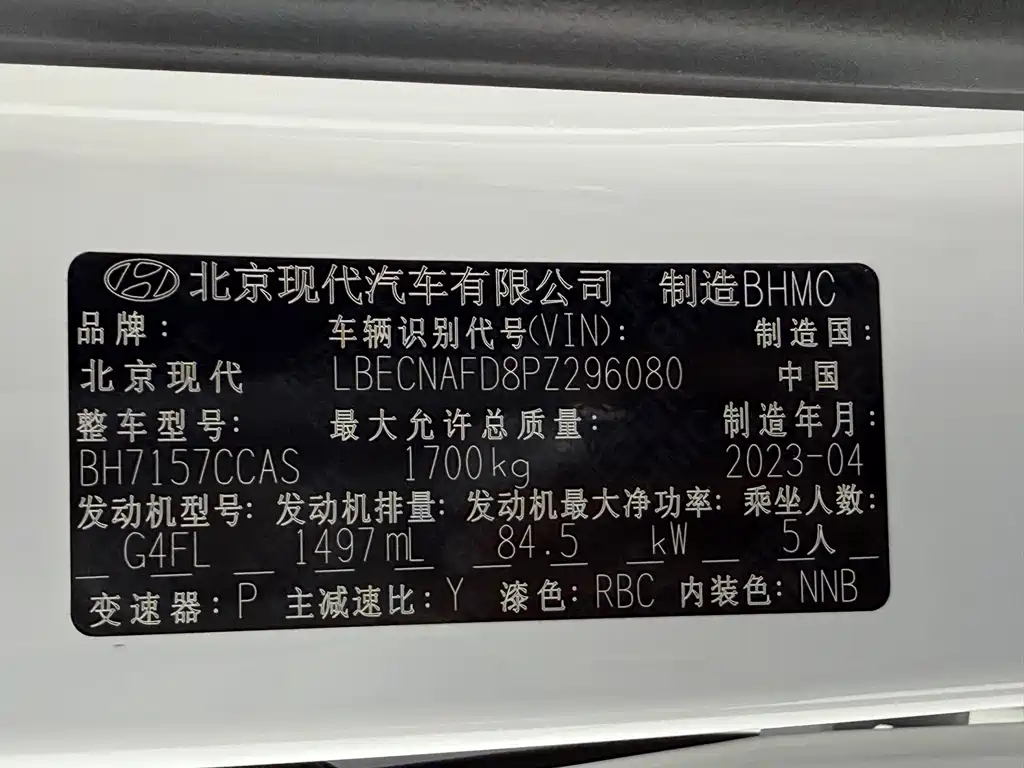 北京现代汽车有限公司 制造BHMC
品牌: 车辆识别代号(VIN): 制造国:
北京现代 LBECNAFD8PZ296080 中国
整车型号: 最大允许总质量: 制造年月:
BH7157CCAS 1700kg 2023-04
发动机型号: 发动机排量: 发动机最大净功率: 乘坐人数:
G4FL 1497mL 84.5 kW 5人
变速器: P 主减速比: Y 漆色: RBC 内装色: NNB